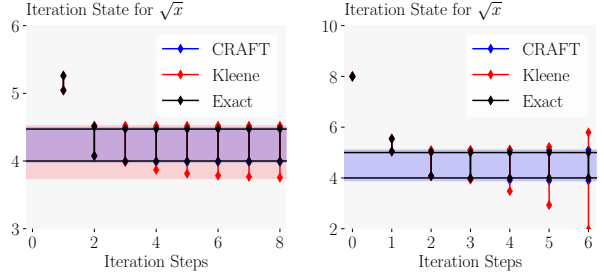 Iteration State for √x
6
5
4
3
0 2 4 6 8
Iteration Steps
CRAFT
Kleene
Exact
Iteration State for √x
10
8
6
4
2
0 1 2 3 4 5 6
Iteration Steps
CRAFT
Kleene
Exact